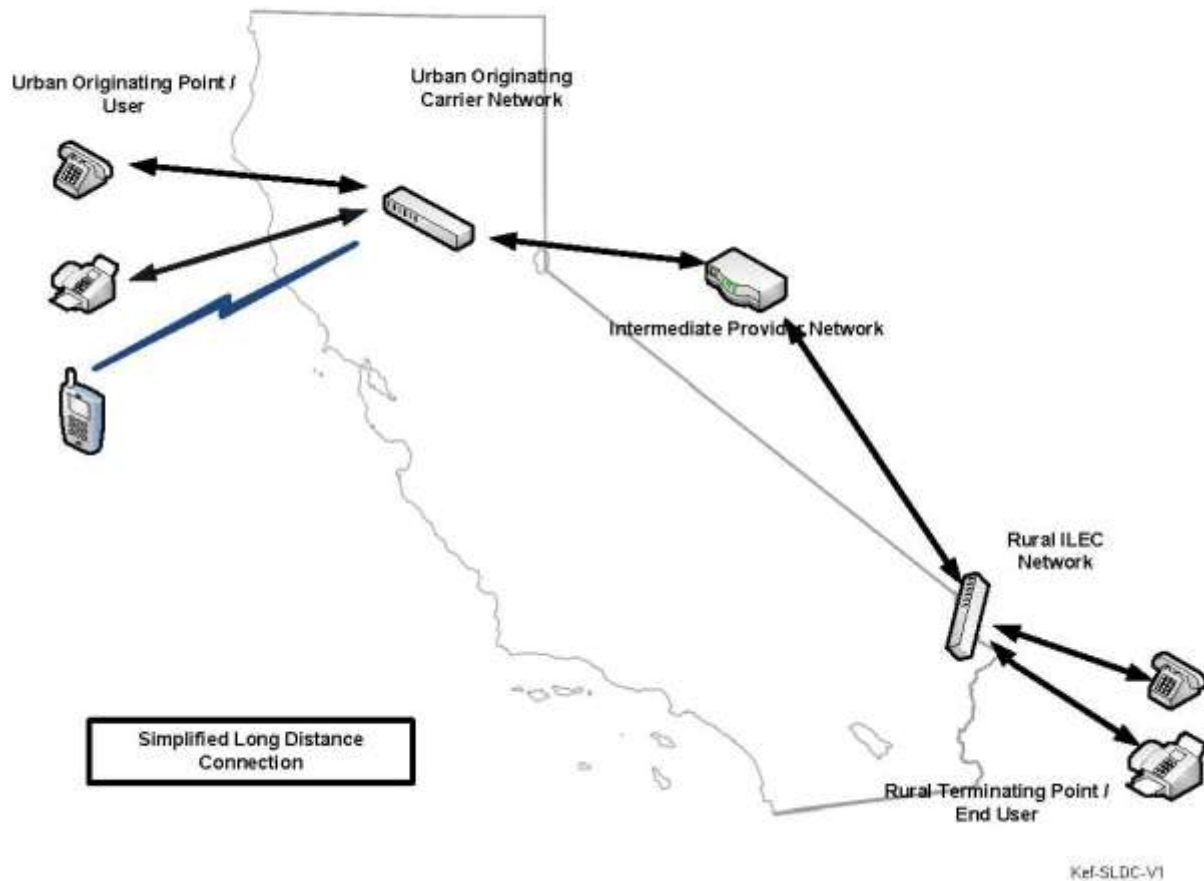 Urban Originating Point /
User
Urban Originating
Carrier Network
Intermediate Provider Network
Rural ILEC
Network
Simplified Long Distance
Connection
Rural Terminating Point /
End User
Kef-SLDC-V1